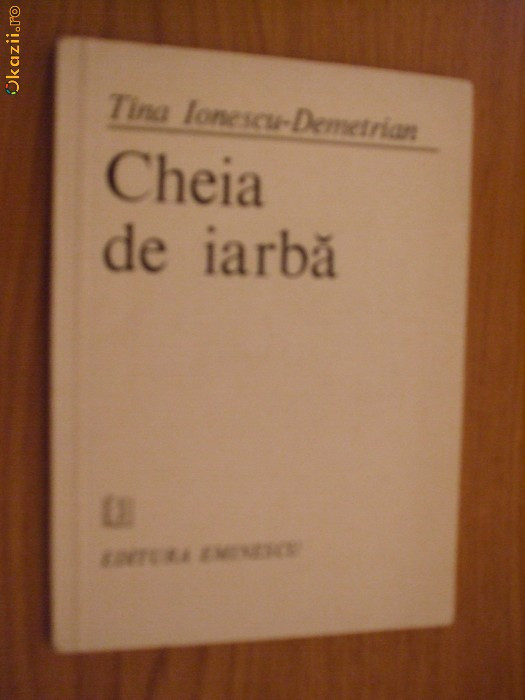 Okazii.ro
Tina Ionescu-Demetrian
Cheia
de iarbă
EDITURA EMINESCU